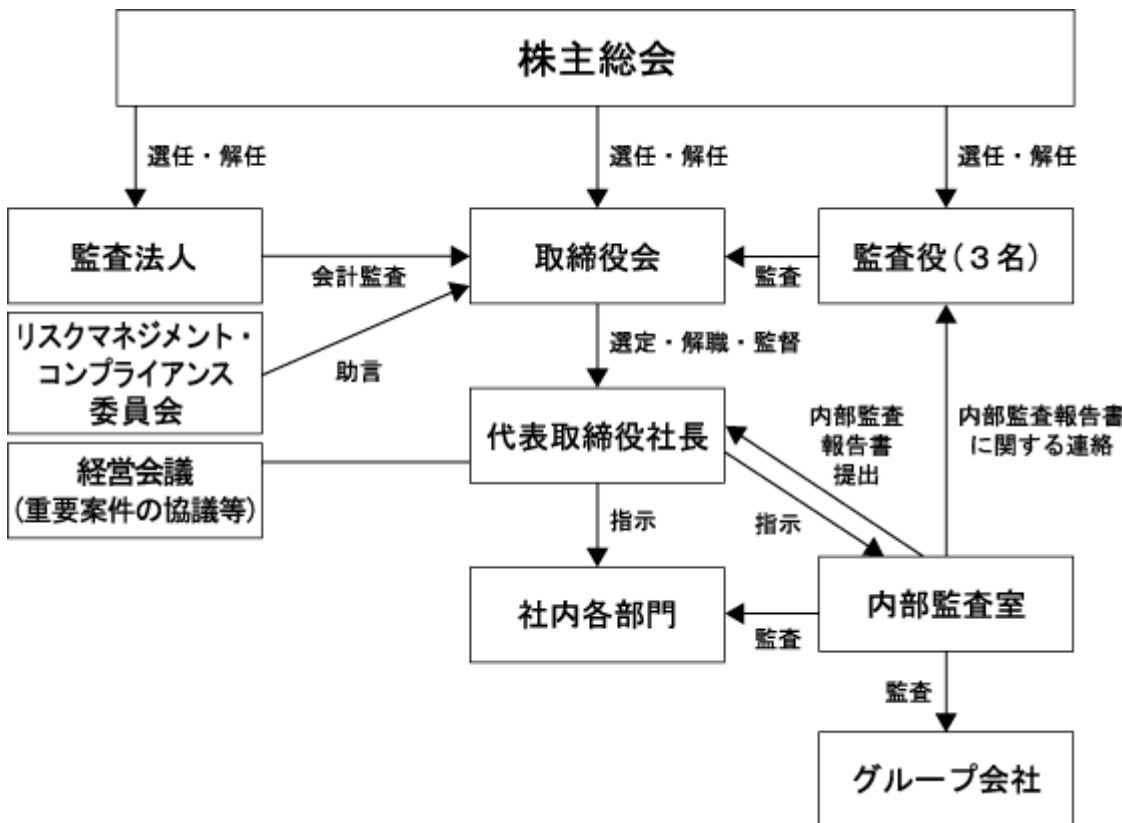 株主総会
選任・解任
選任・解任
選任・解任
監査法人
取締役会
監査役(3名)
会計監査
監査
リスクマネジメント・
コンプライアンス
委員会
助言
選定・解職・監督
代表取締役社長
内部監査
報告書
提出
内部監査報告書
に関する連絡
経営会議
(重要案件の協議等)
指示
指示
社内各部門
内部監査室
監査
監査
グループ会社